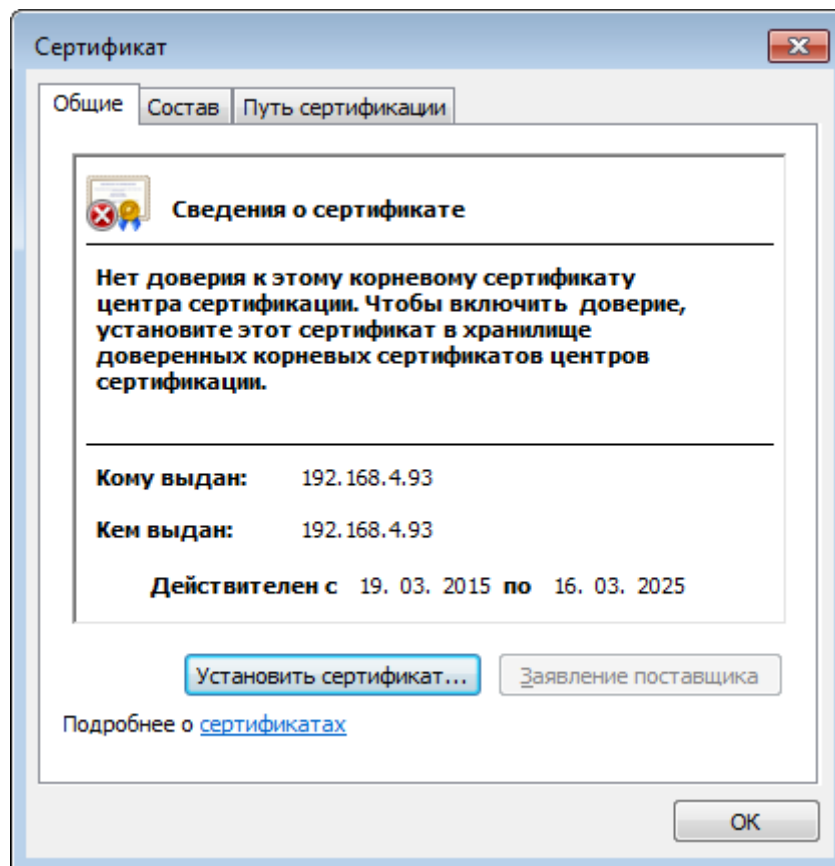 Сертификат
Общие Состав Путь сертификации
Сведения о сертификате
Нет доверия к этому корневому сертификату
центра сертификации. Чтобы включить доверие,
установите этот сертификат в хранилище
доверенных корневых сертификатов центров
сертификации.
Кому выдан: 192.168.4.93
Кем выдан: 192.168.4.93
Действителен с 19. 03. 2015 по 16. 03. 2025
Установить сертификат... Заявление поставщика
Подробнее о сертификатах
ОК